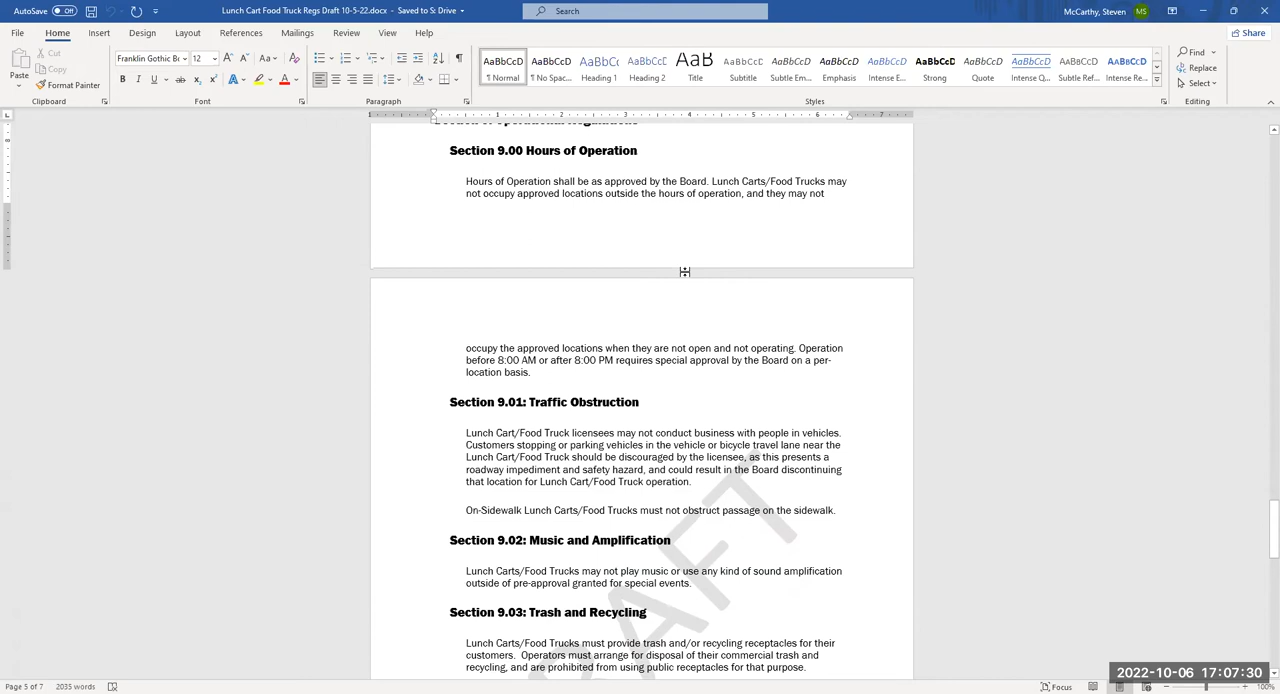 AutoSave Off Lunch Cart Food Truck Regs Draft 10-5-22.docx - Saved to S: Drive Search McCarthy, Steven MS
File Home Insert Design Layout References Mailings Review View Help Share
Paste Cut Copy Format Painter Clipboard
Franklin Gothic B 12 Font
Paragraph
AaBbCcD AaBbCcD AaBbCc AaBbCcD AaB AaBbCcD AaBbCcD AaBbCcD AaBbCcD AaBbCcD AaBbCcD AaBbCcD AaBbCcD AaBbCcD
¶ Normal ¶ No Spac... Heading 1 Heading 2 Title Subtitle Subtle Em... Emphasis Intense E... Strong Quote Intense Q... Subtle Ref... Intense Re...
Styles
Find Replace Select Editing
Section 9.00 Hours of Operation
Hours of Operation shall be as approved by the Board. Lunch Carts/Food Trucks may
not occupy approved locations outside the hours of operation, and they may not
occupy the approved locations when they are not open and not operating. Operation
before 8:00 AM or after 8:00 PM requires special approval by the Board on a per-
location basis.
Section 9.01: Traffic Obstruction
Lunch Cart/Food Truck licensees may not conduct business with people in vehicles.
Customers stopping or parking vehicles in the vehicle or bicycle travel lane near the
Lunch Cart/Food Truck should be discouraged by the licensee, as this presents a
roadway impediment and safety hazard, and could result in the Board discontinuing
that location for Lunch Cart/Food Truck operation.
On-Sidewalk Lunch Carts/Food Trucks must not obstruct passage on the sidewalk.
Section 9.02: Music and Amplification
Lunch Carts/Food Trucks may not play music or use any kind of sound amplification
outside of pre-approval granted for special events.
Section 9.03: Trash and Recycling
Lunch Carts/Food Trucks must provide trash and/or recycling receptacles for their
customers. Operators must arrange for disposal of their commercial trash and
recycling, and are prohibited from using public receptacles for that purpose.
DRAFT
2022-10-06 17:07:30
Page 5 of 7 2035 words Focus 100%